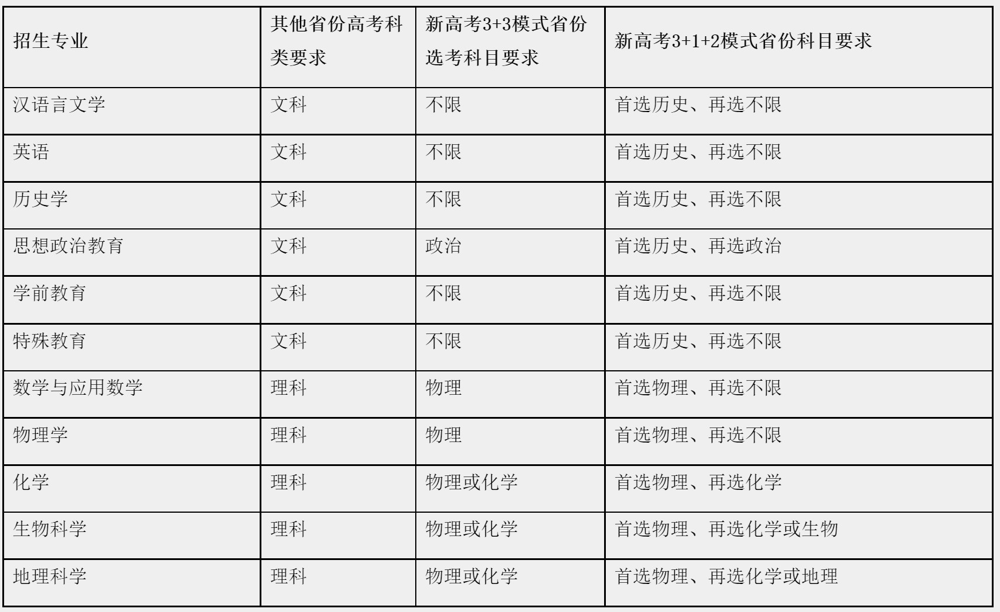 招生专业
其他省份高考科
类要求
新高考3+3模式省份
选考科目要求
新高考3+1+2模式省份科目要求
汉语言文学 文科 不限 首选历史、再选不限
英语 文科 不限 首选历史、再选不限
历史学 文科 不限 首选历史、再选不限
思想政治教育 文科 政治 首选历史、再选政治
学前教育 文科 不限 首选历史、再选不限
特殊教育 文科 不限 首选历史、再选不限
数学与应用数学 理科 物理 首选物理、再选不限
物理学 理科 物理 首选物理、再选不限
化学 理科 物理或化学 首选物理、再选化学
生物科学 理科 物理或化学 首选物理、再选化学或生物
地理科学 理科 物理或化学 首选物理、再选化学或地理